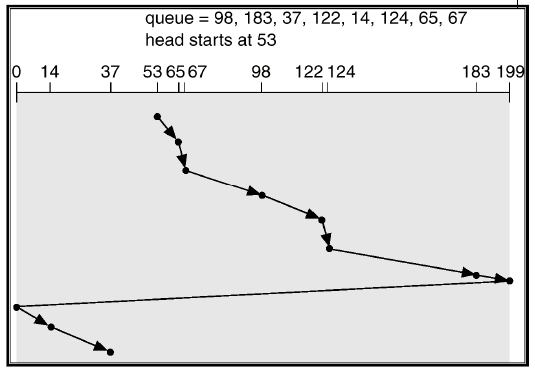 queue = 98, 183, 37, 122, 14, 124, 65, 67
head starts at 53
0 14 37 53 65 67 98 122 124 183 199